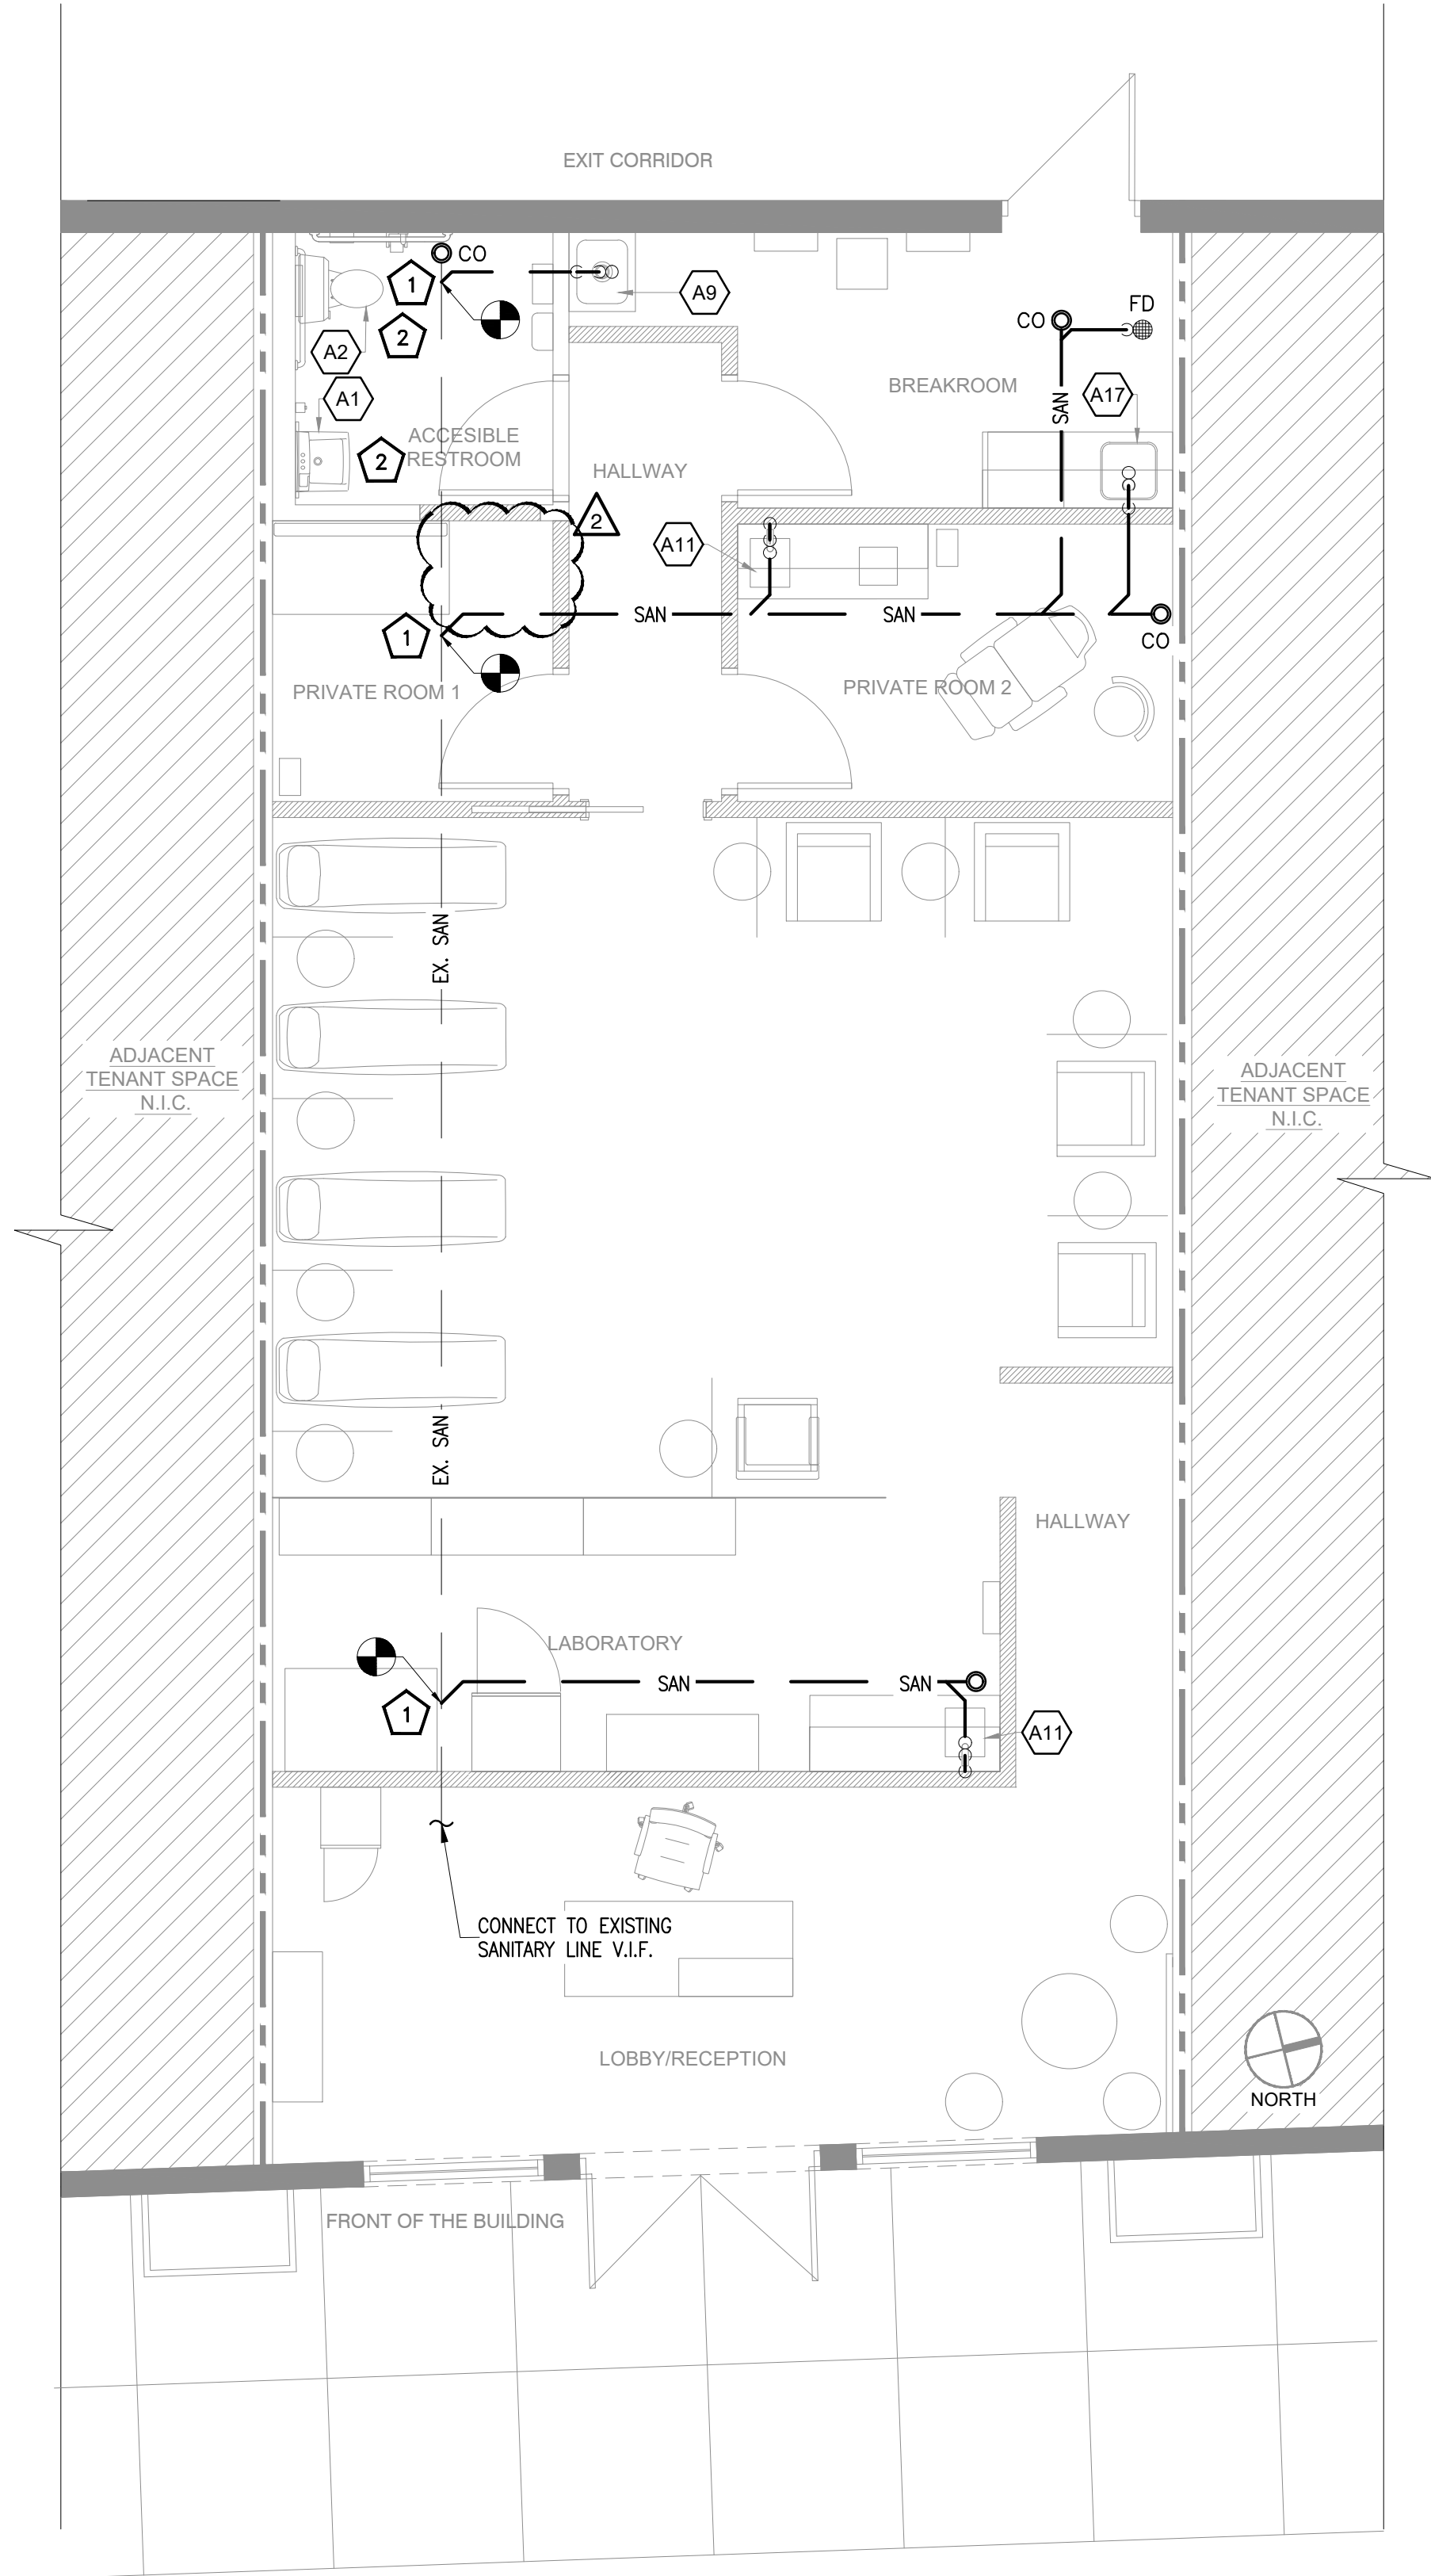 EXIT CORRIDOR
CO
1
A9
FD
CO
2
A2
BREAKROOM
A17
A1
SAN
ACCESIBLE
RESTROOM
2
HALLWAY
2
A11
SAN
SAN
1
CO
PRIVATE ROOM 1
PRIVATE ROOM 2
EX. SAN
ADJACENT
TENANT SPACE
N.I.C.
ADJACENT
TENANT SPACE
N.I.C.
EX. SAN
HALLWAY
LABORATORY
SAN
SAN
1
A11
CONNECT TO EXISTING
SANITARY LINE V.I.F.
LOBBY/RECEPTION
NORTH
FRONT OF THE BUILDING